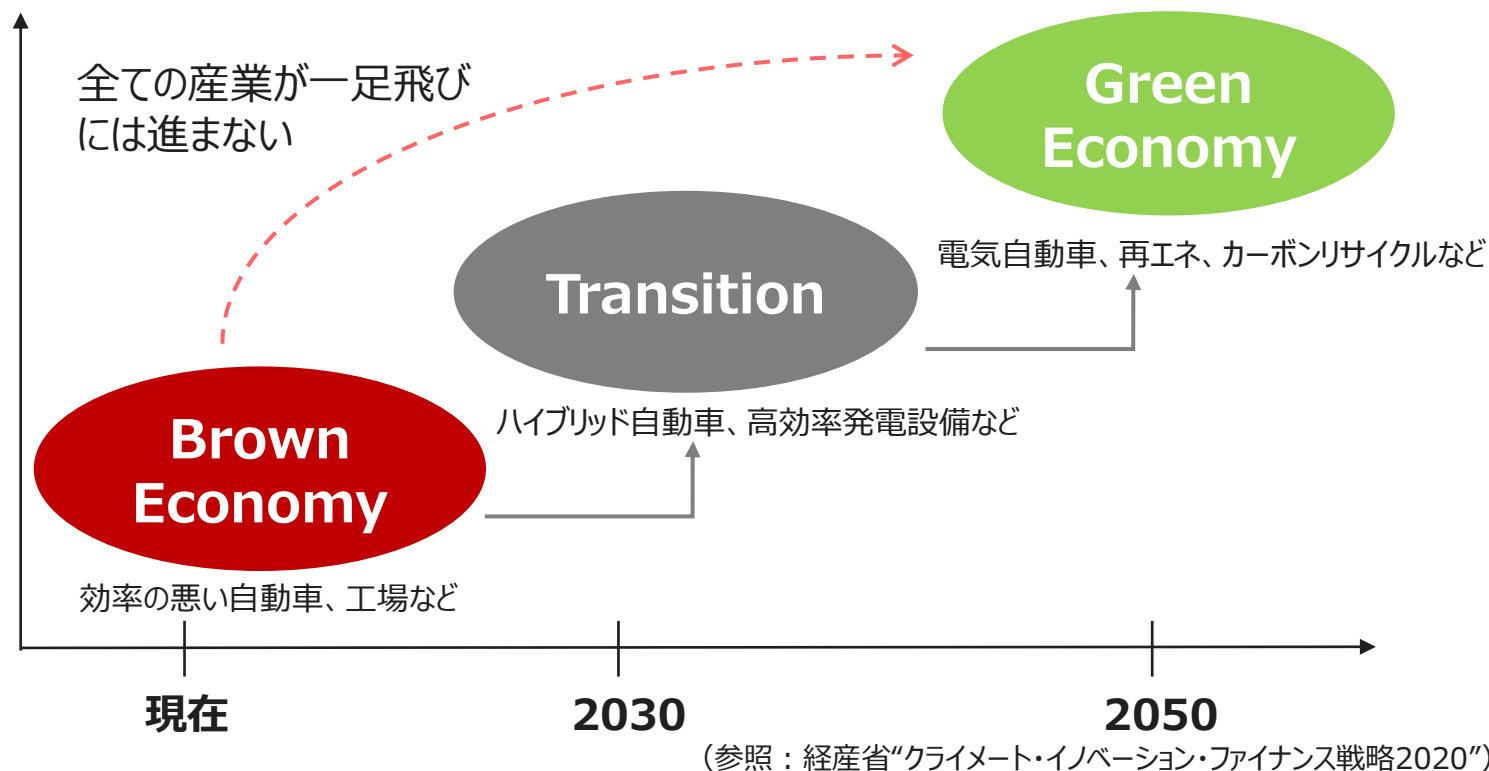 全ての産業が一足飛び
には進まない
Green
Economy
電気自動車、再エネ、カーボンリサイクルなど
Transition
ハイブリッド自動車、高効率発電設備など
Brown
Economy
効率の悪い自動車、工場など
現在
2030
2050
（参照：経産省“クライメート・イノベーション・ファイナンス戦略2020”）